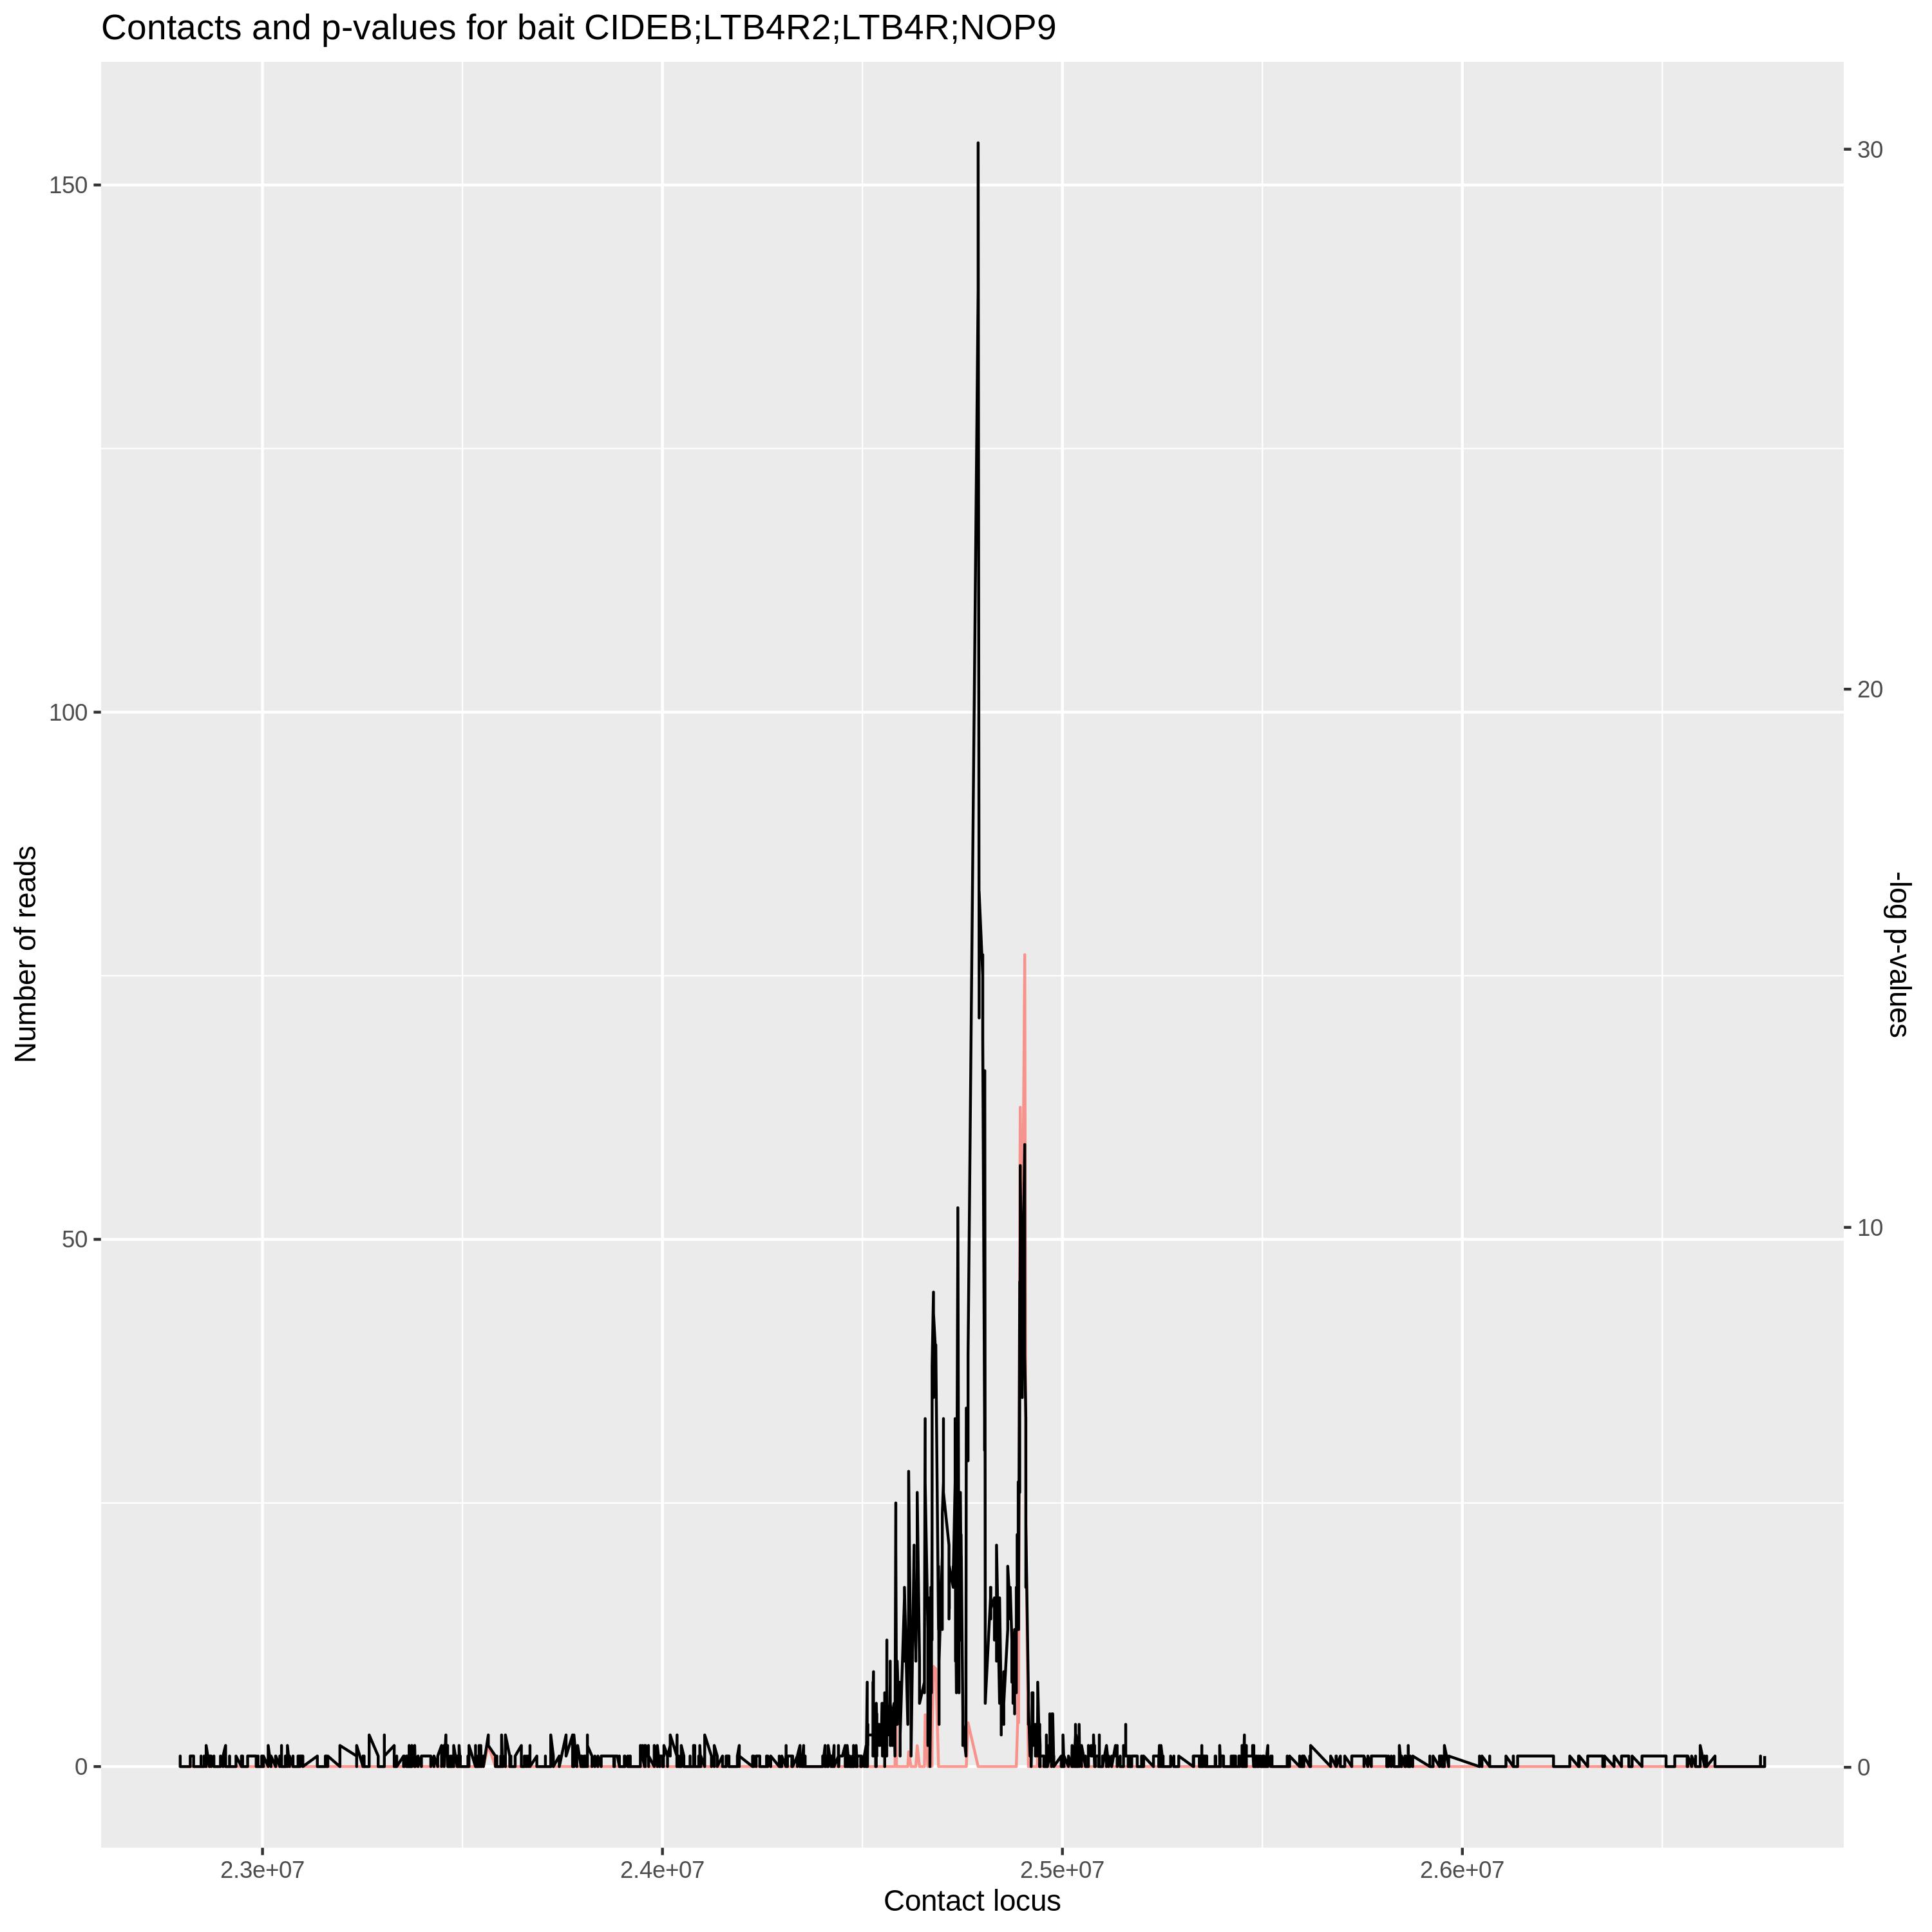 Contacts and p-values for bait CIDEB;LTB4R2;LTB4R;NOP9
150
100
50
0
Number of reads
30
20
10
0
-log p-values
2.3e+07
2.4e+07
2.5e+07
2.6e+07
Contact locus